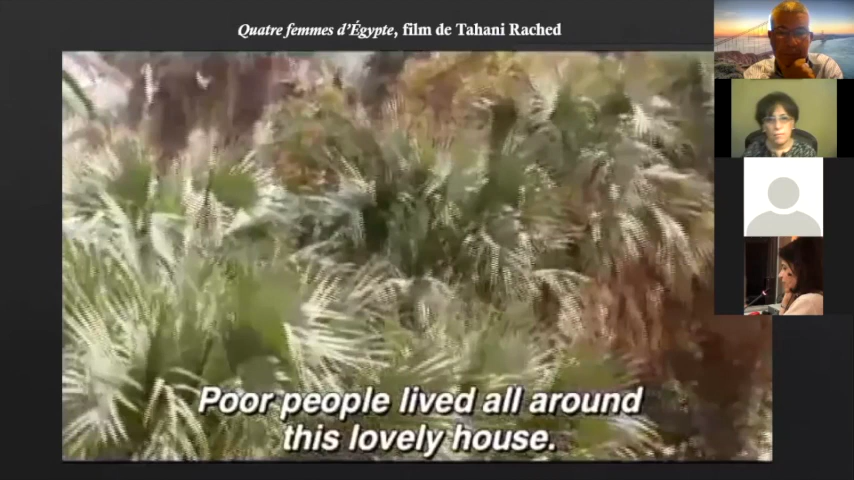 Quatre femmes d'Égypte, film de Tahani Rached
Poor people lived all around
this lovely house.